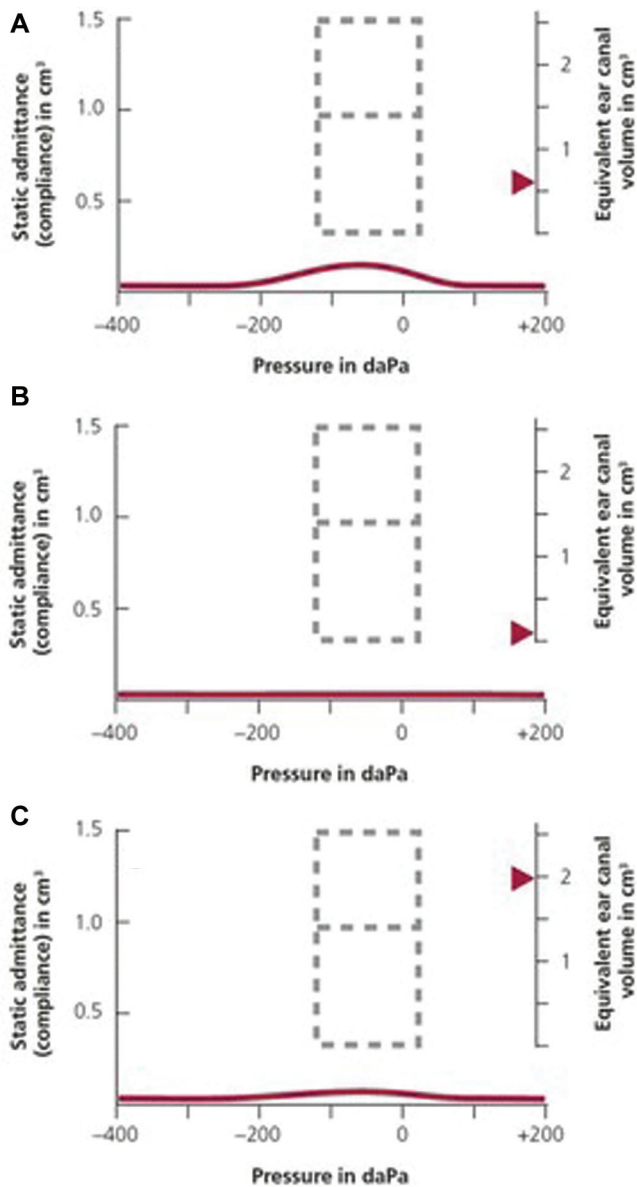 A
Static admittance
(compliance) in cm³
1.5
1.0
0.5
2
1
Equivalent ear canal
volume in cm³
–400
–200
0
+200
Pressure in daPa
B
Static admittance
(compliance) in cm³
1.5
1.0
0.5
2
1
Equivalent ear canal
volume in cm³
–400
–200
0
+200
Pressure in daPa
C
Static admittance
(compliance) in cm³
1.5
1.0
0.5
2
1
Equivalent ear canal
volume in cm³
–400
–200
0
+200
Pressure in daPa